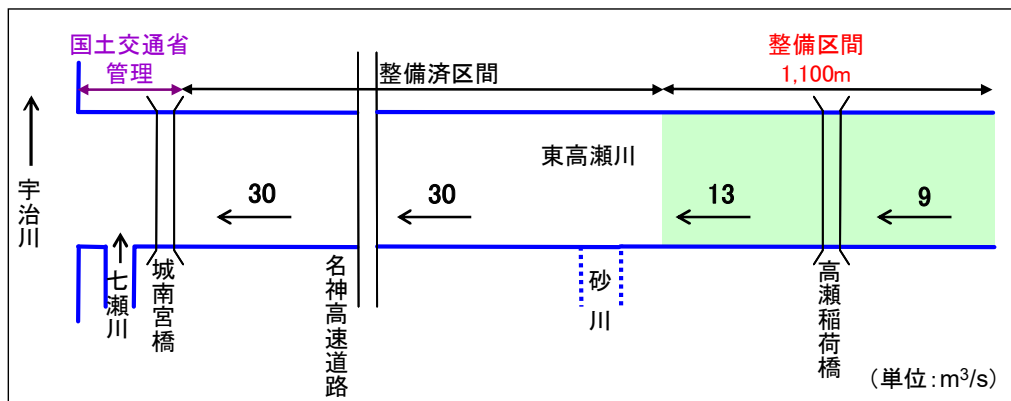 国土交通省
管理
整備済区間
整備区間
1,100m
東高瀬川
宇治川
30
30
13
9
七瀬川
城南宮橋
名神高速道路
砂川
高瀬稲荷橋
（単位：m³/s）